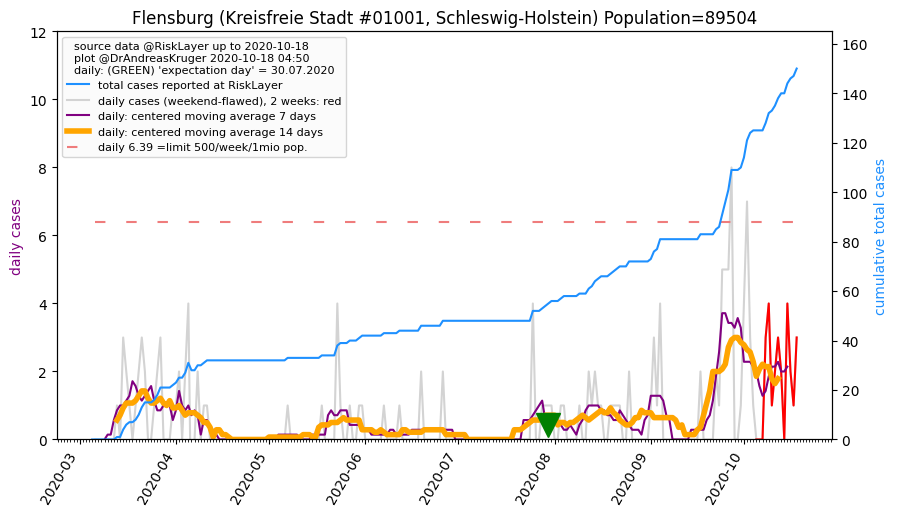 Flensburg (Kreisfreie Stadt #01001, Schleswig-Holstein) Population=89504
source data @RiskLayer up to 2020-10-18
plot @DrAndreasKruger 2020-10-18 04:50
daily: (GREEN) 'expectation day' = 30.07.2020
total cases reported at RiskLayer
daily cases (weekend-flawed), 2 weeks: red
daily: centered moving average 7 days
daily: centered moving average 14 days
daily 6.39 =limit 500/week/1mio pop.
daily cases
12
10
8
6
4
2
0
cumulative total cases
160
140
120
100
80
60
40
20
0
2020-03
2020-04
2020-05
2020-06
2020-07
2020-08
2020-09
2020-10